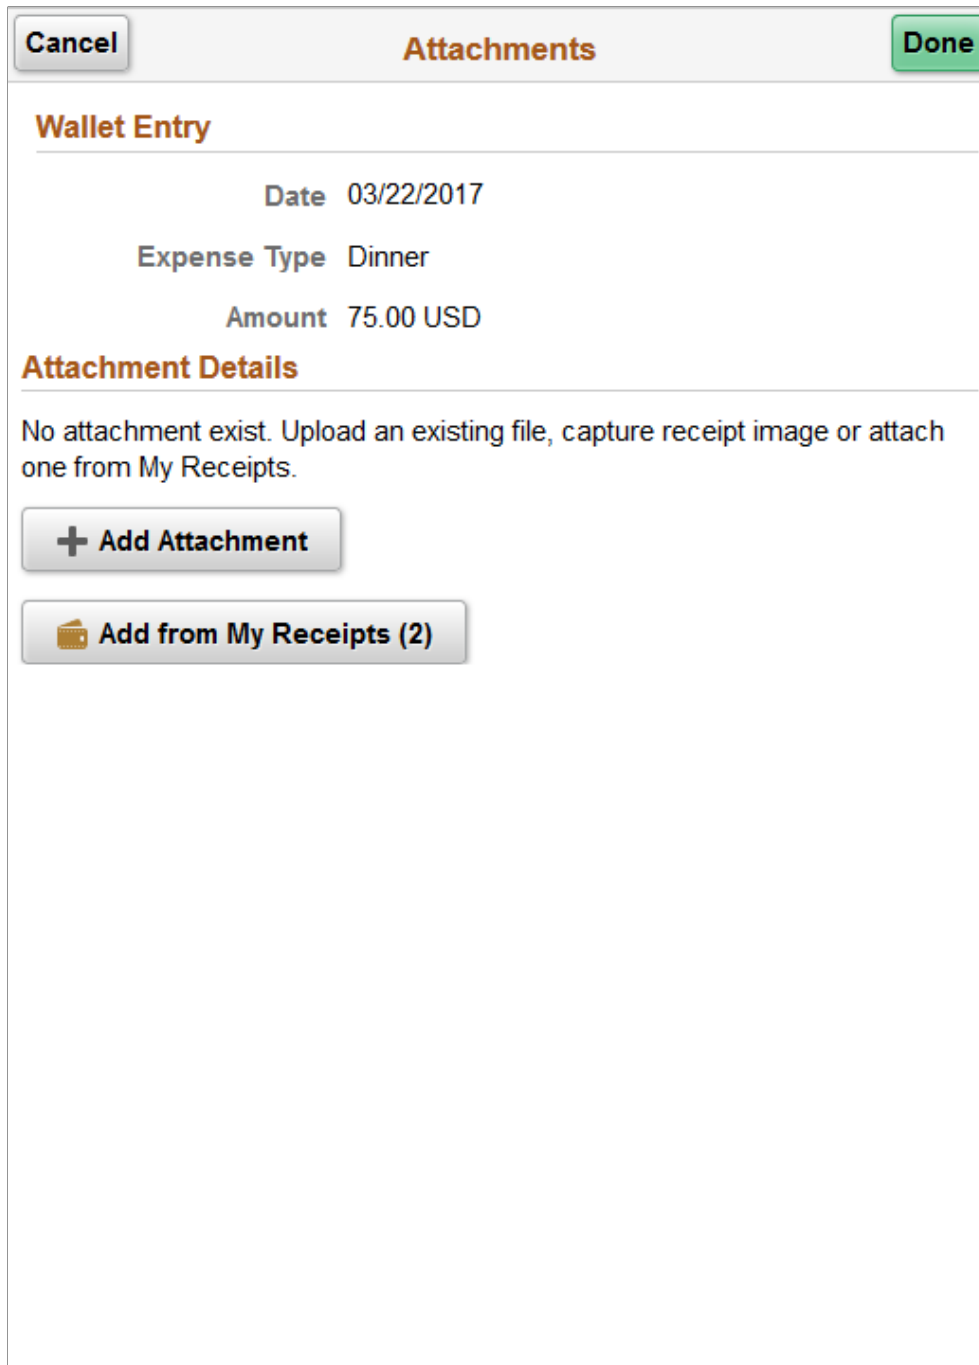 Cancel
Attachments
Done
Wallet Entry
Date 03/22/2017
Expense Type Dinner
Amount 75.00 USD
Attachment Details
No attachment exist. Upload an existing file, capture receipt image or attach
one from My Receipts.
Add Attachment
Add from My Receipts (2)